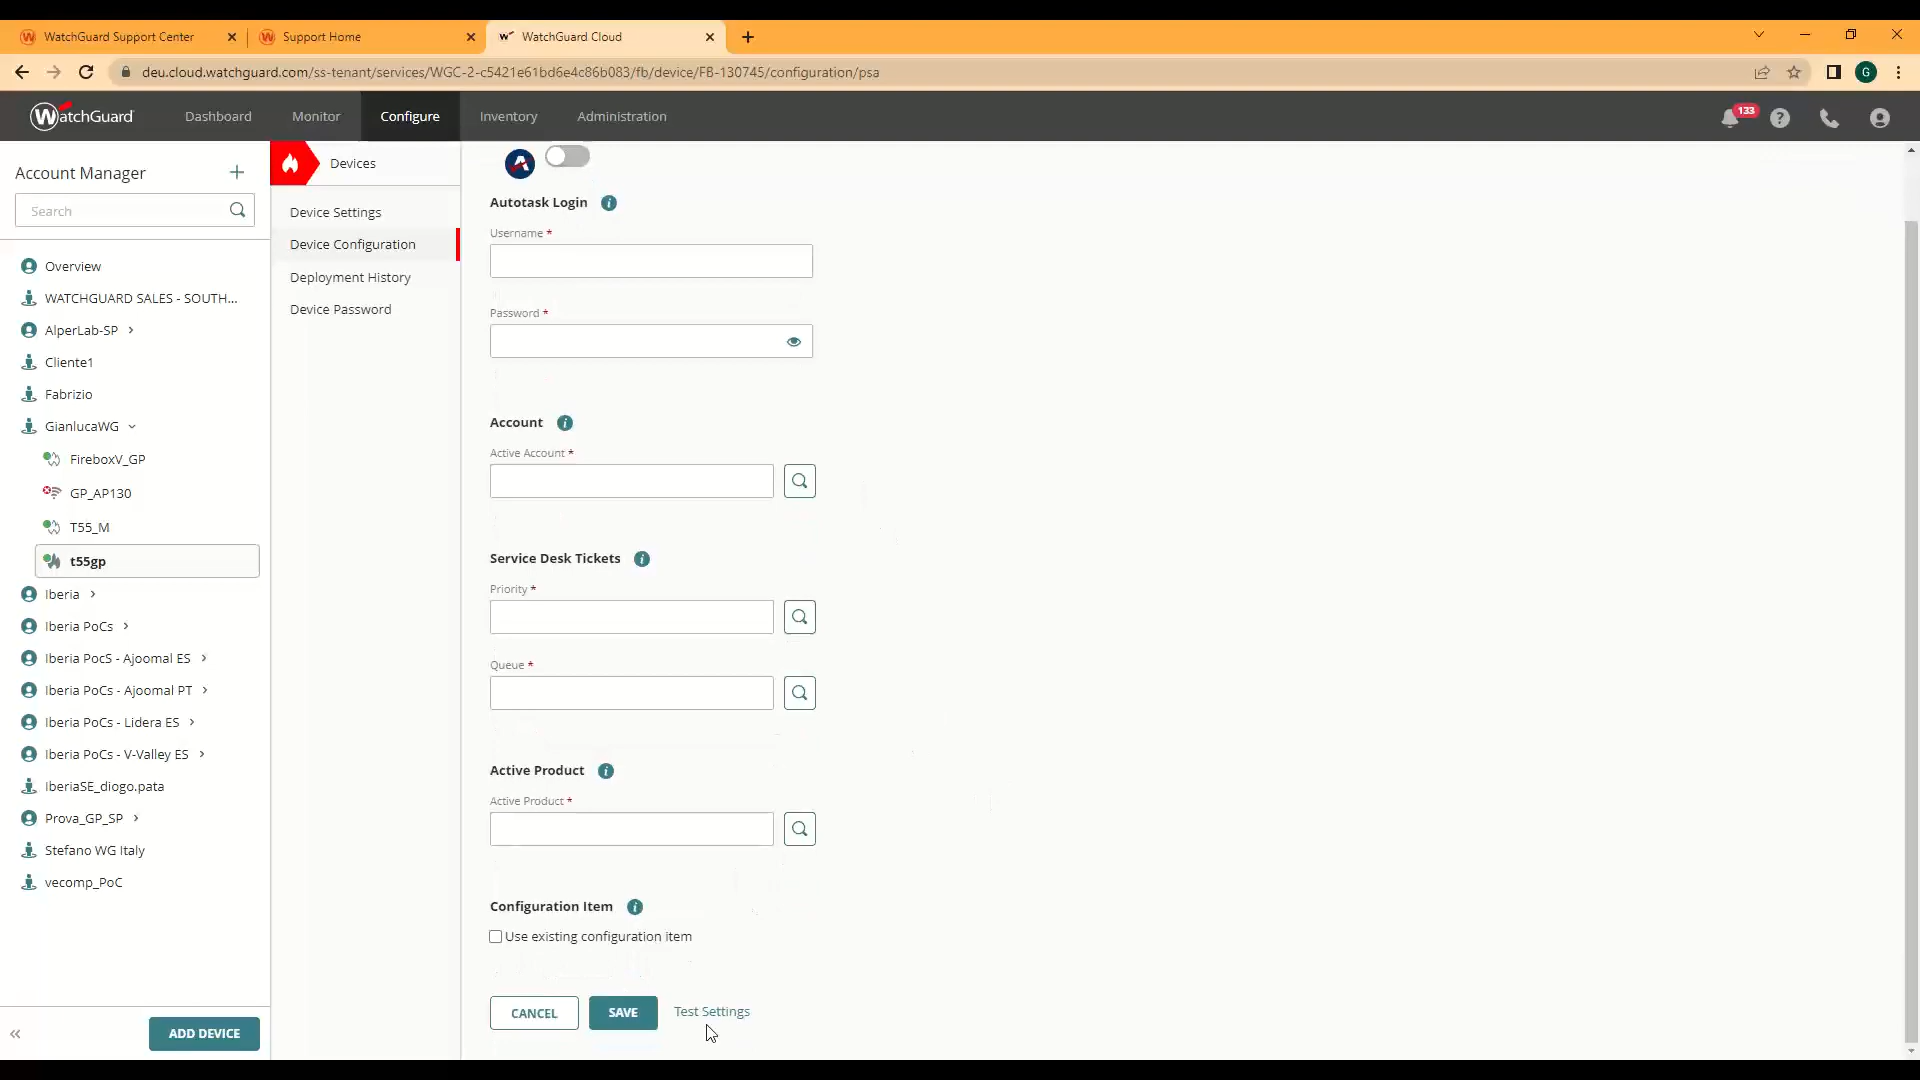 WatchGuard Support Center
Support Home
WatchGuard Cloud
deu.cloud.watchguard.com/ss-tenant/services/WGC-2-c5421e61bd6e4c86b083/fb/device/FB-130745/configuration/psa
G
WatchGuard
Dashboard
Monitor
Configure
Inventory
Administration
133
Account Manager
Search
Overview
WATCHGUARD SALES - SOUTH...
AlperLab-SP
Cliente1
Fabrizio
GianlucaWG
FireboxV_GP
GP_AP130
T55_M
t55gp
Iberia
Iberia PoCs
Iberia PocS - Ajoomal ES
Iberia PoCs - Ajoomal PT
Iberia PoCs - Lidera ES
Iberia PoCs - V-Valley ES
IberiaSE_diogo.pata
Prova_GP_SP
Stefano WG Italy
vecomp_PoC
ADD DEVICE
Devices
Device Settings
Device Configuration
Deployment History
Device Password
Autotask Login
Username *
Password *
Account
Active Account *
Service Desk Tickets
Priority *
Queue *
Active Product
Active Product *
Configuration Item
Use existing configuration item
CANCEL
SAVE
Test Settings